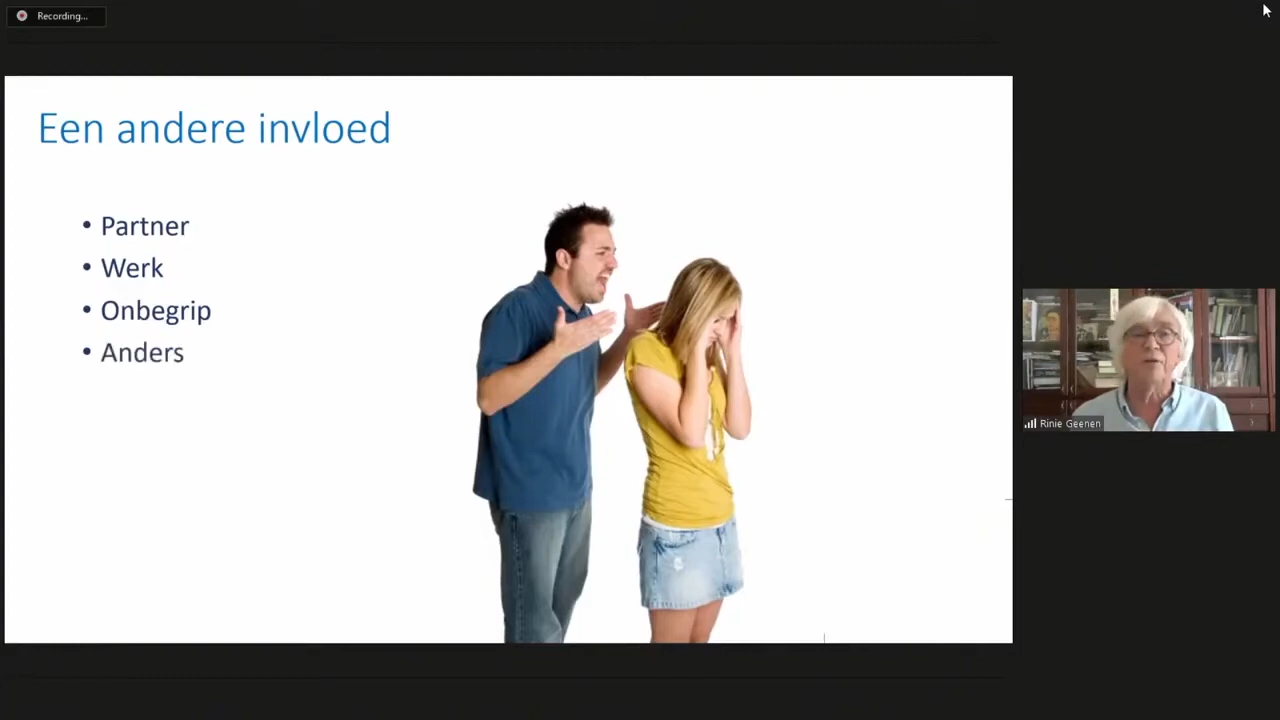 Recording...
Een andere invloed
• Partner
• Werk
• Onbegrip
• Anders
Rinie Geenen